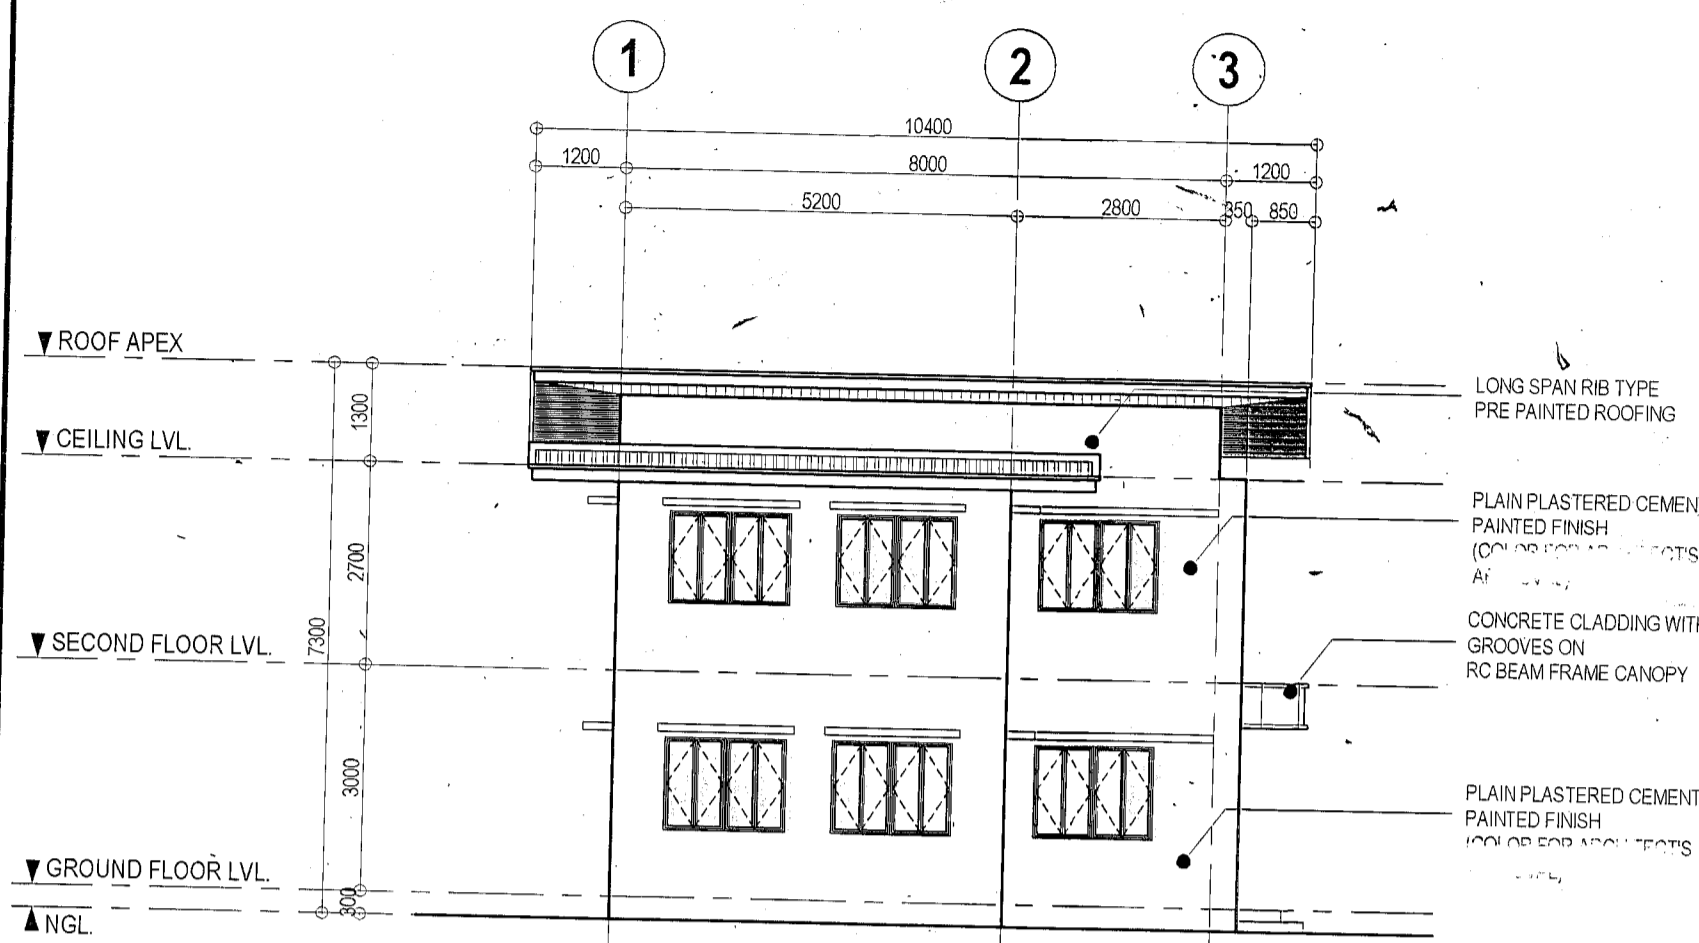 1
2
3
10400
1200
8000
1200
5200
2800
350
850
ROOF APEX
1300
LONG SPAN RIB TYPE
PRE PAINTED ROOFING
CEILING LVL.
2700
PLAIN PLASTERED CEMEN
PAINTED FINISH
7300
SECOND FLOOR LVL.
CONCRETE CLADDING WITH
GROOVES ON
RC BEAM FRAME CANOPY
3000
PLAIN PLASTERED CEMENT
PAINTED FINISH
(COLOR FOR
GROUND FLOOR LVL.
300
NGL.